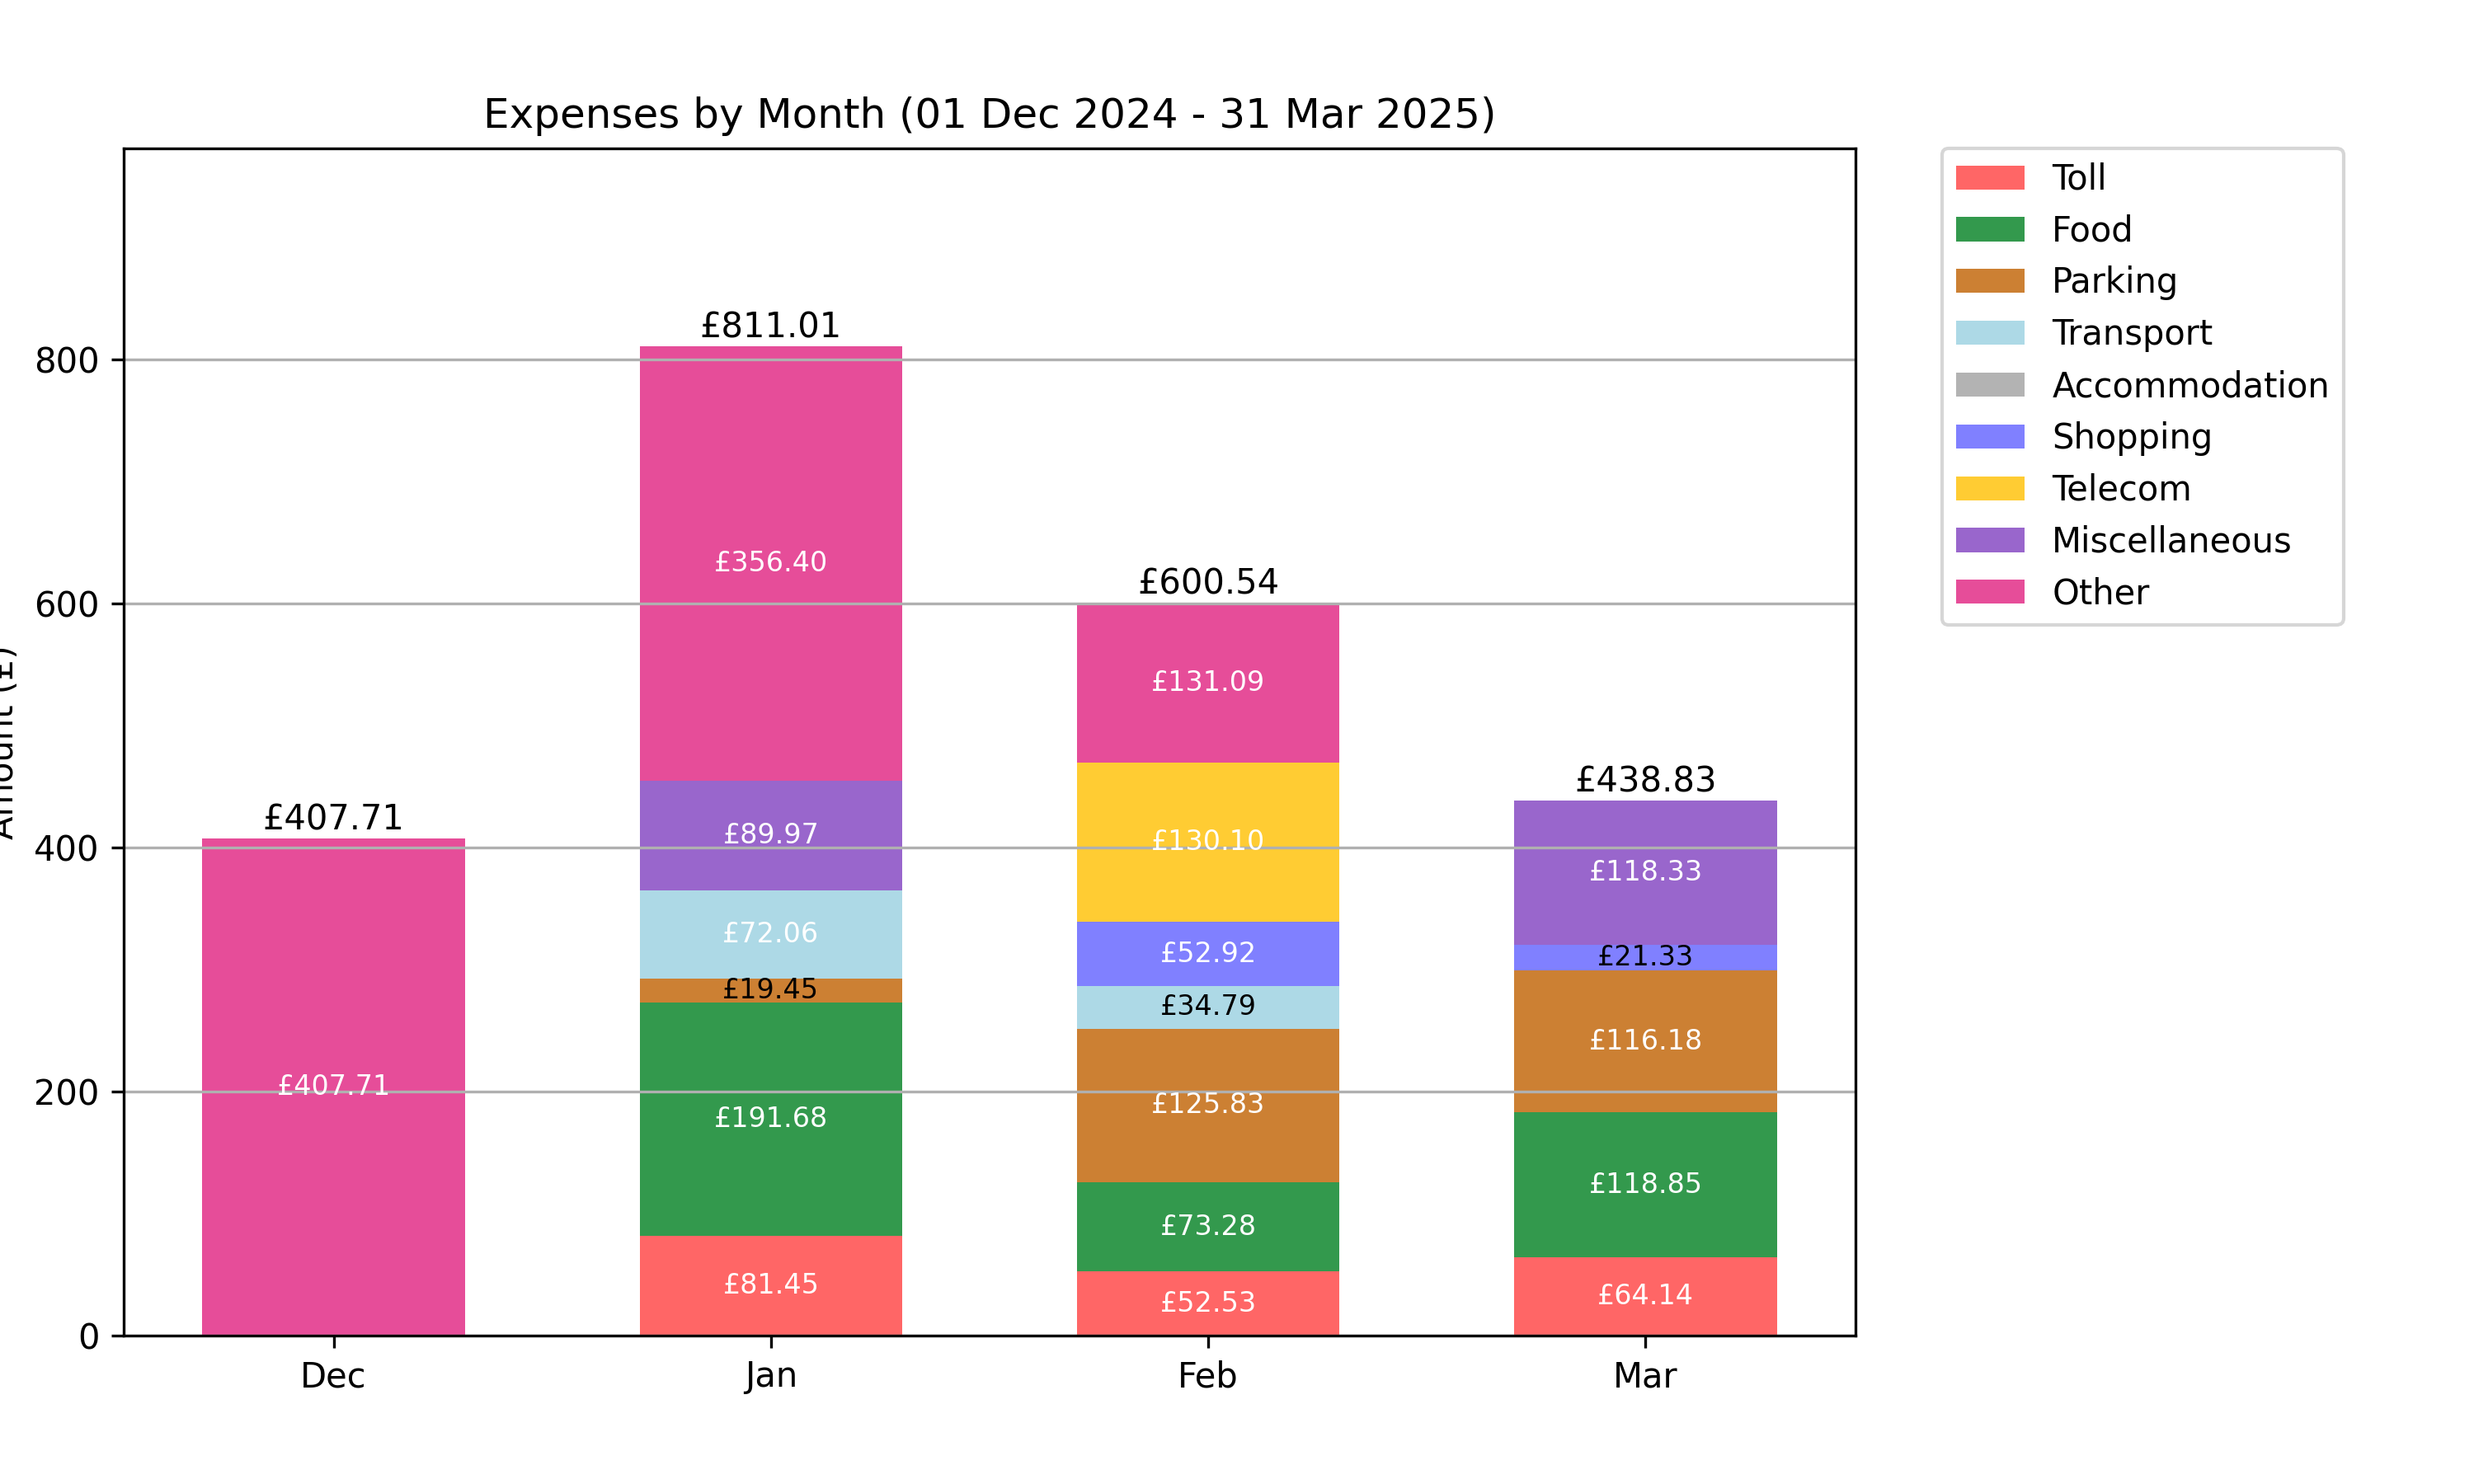 Expenses by Month (01 Dec 2024 - 31 Mar 2025)
Amount (£)
800
600
400
200
0
£407.71
£407.71
£811.01
£356.40
£89.97
£72.06
£19.45
£191.68
£81.45
£600.54
£131.09
£130.10
£52.92
£34.79
£125.83
£73.28
£52.53
£438.83
£118.33
£21.33
£116.18
£118.85
£64.14
Dec
Jan
Feb
Mar
Toll
Food
Parking
Transport
Accommodation
Shopping
Telecom
Miscellaneous
Other